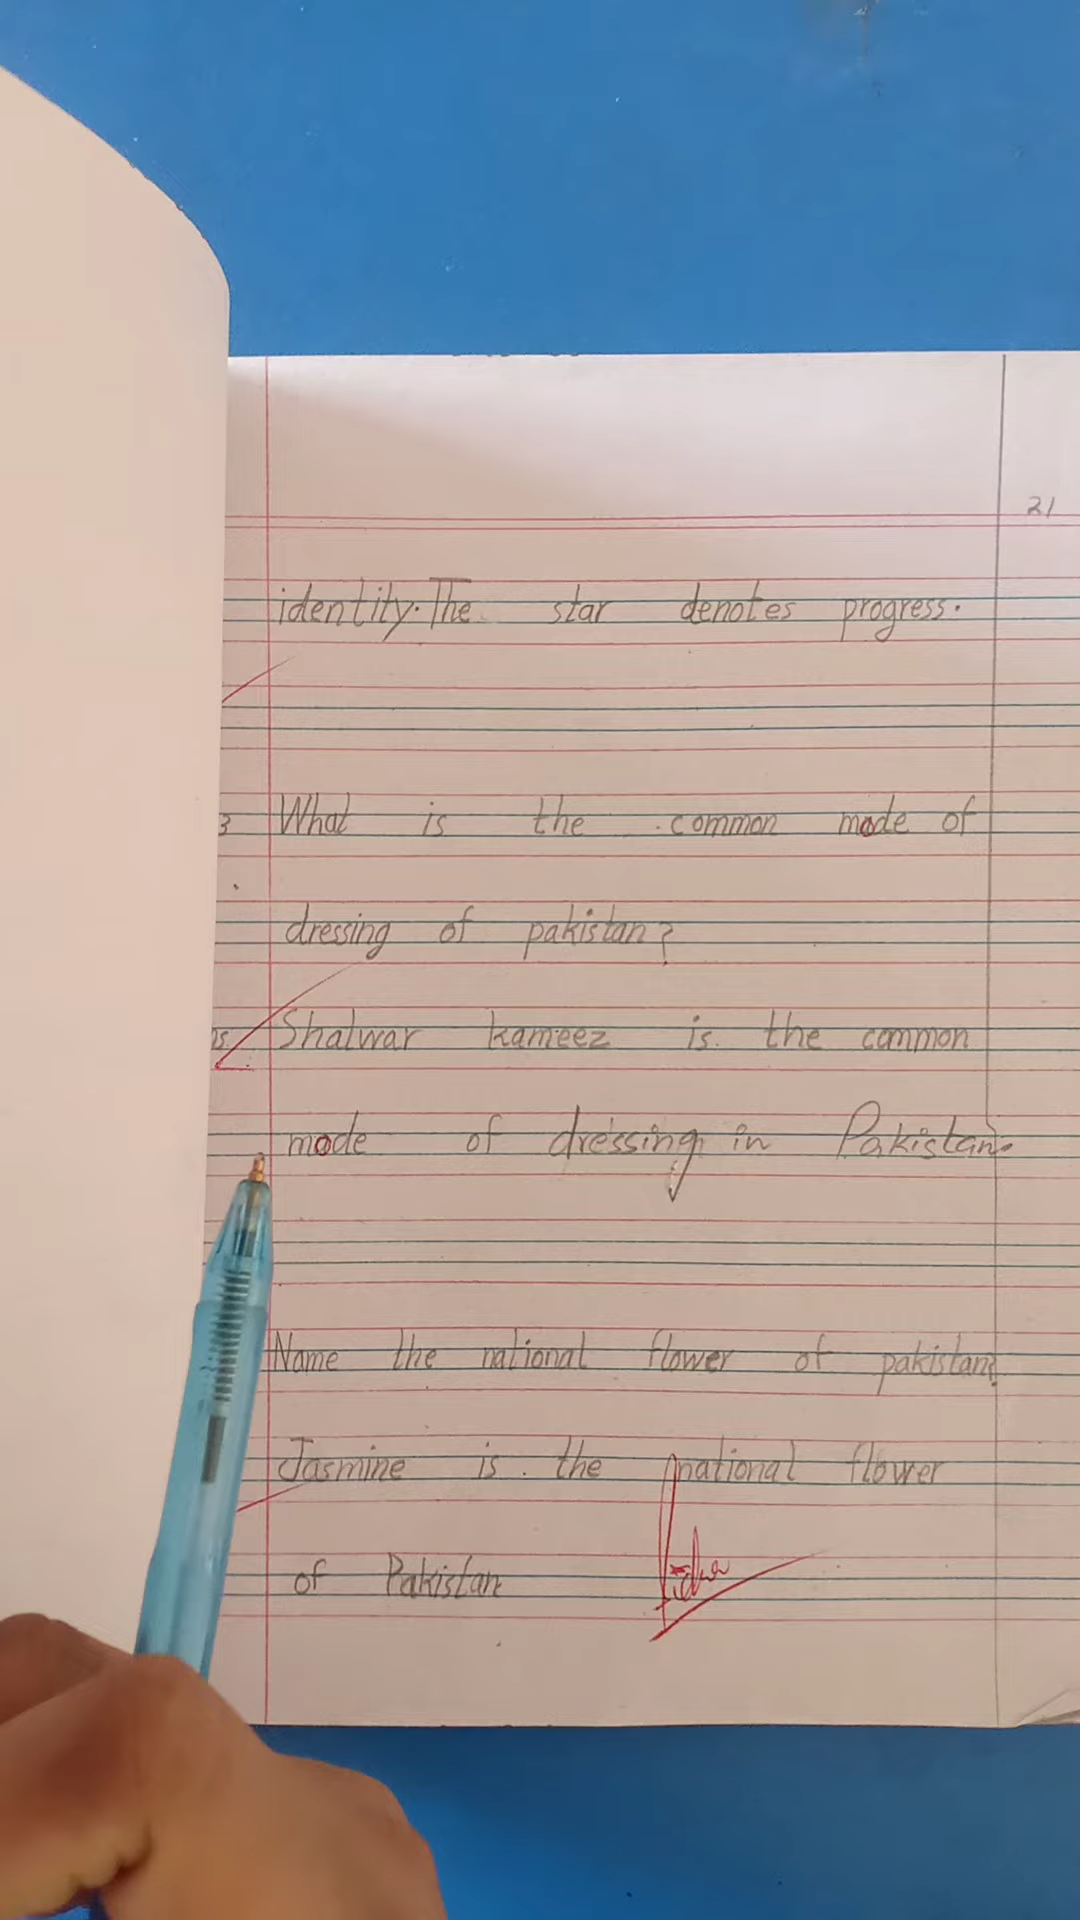 21
identity. The star denotes progress.
3 What is the common mode of
dressing of pakistan?
s. Shalwar kameez is the common
mode of dressing in Pakistan.
Name the national flower of pakistan?
Jasmine is the national flower
of Pakistan